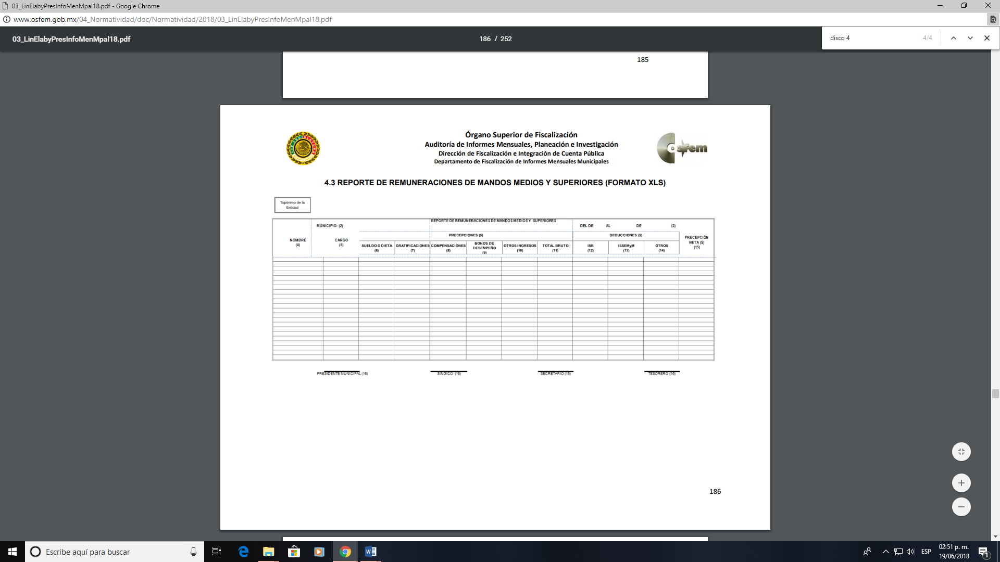 03_LinElabyPresInfoMenMpal18.pdf - Google Chrome
www.osfem.gob.mx/04_Normatividad/doc/Normatividad/2018/03_LinElabyPresInfoMenMpal18.pdf
03_LinElabyPresInfoMenMpal18.pdf
186 / 252
disco 4
4/4
185
Órgano Superior de Fiscalización
Auditoría de Informes Mensuales, Planeación e Investigación
Dirección de Fiscalización e Integración de Cuenta Pública
Departamento de Fiscalización de Informes Mensuales Municipales
osfem
4.3 REPORTE DE REMUNERACIONES DE MANDOS MEDIOS Y SUPERIORES (FORMATO XLS)
Topónimo de la
Entidad
REPORTE DE REMUNERACIONES DE MANDOS MEDIOS Y SUPERIORES
MUNICIPIO: (2)
DEL DE AL DE (3)
NOMBRE
(4)
CARGO
(5)
PRECEPCIONES ($)
DEDUCCIONES ($)
PRECEPCIÓN
NETA ($)
(15)
SUELDO O DIETA
(6)
GRATIFICACIONES
(7)
COMPENSACIONES
(8)
BONOS DE
DESEMPEÑO
(9)
OTROS INGRESOS
(10)
TOTAL BRUTO
(11)
ISR
(12)
ISSEMyM
(13)
OTROS
(14)
PRESIDENTE MUNICIPAL (16)
SÍNDICO (16)
SECRETARIO (16)
TESORERO (16)
186
Escribe aquí para buscar
ESP
02:51 p. m.
19/06/2018
1